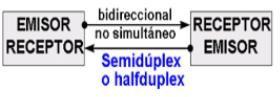 EMISOR
RECEPTOR
bidireccional
no simultáneo
Semidúplex
o halfduplex
RECEPTOR
EMISOR